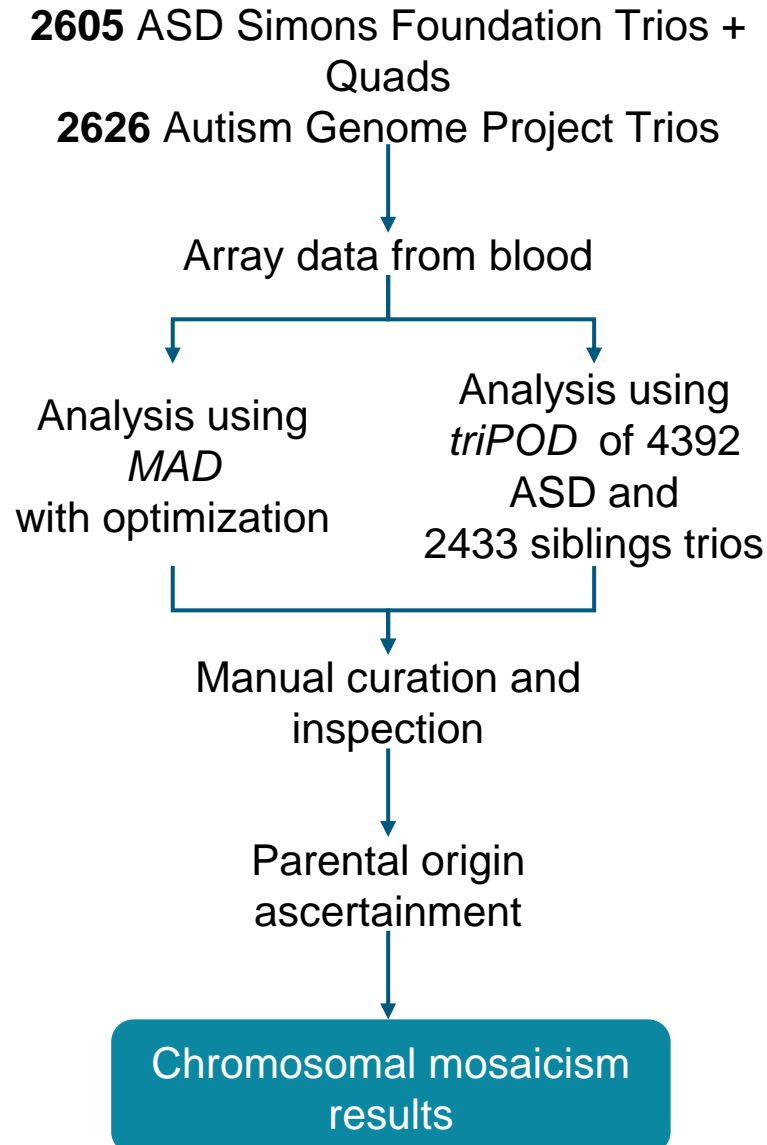 2605 ASD Simons Foundation Trios +
Quads
2626 Autism Genome Project Trios
Array data from blood
Analysis using
MAD
with optimization
Analysis using
triPOD of 4392
ASD and
2433 siblings trios
Manual curation and
inspection
Parental origin
ascertainment
Chromosomal mosaicism
results